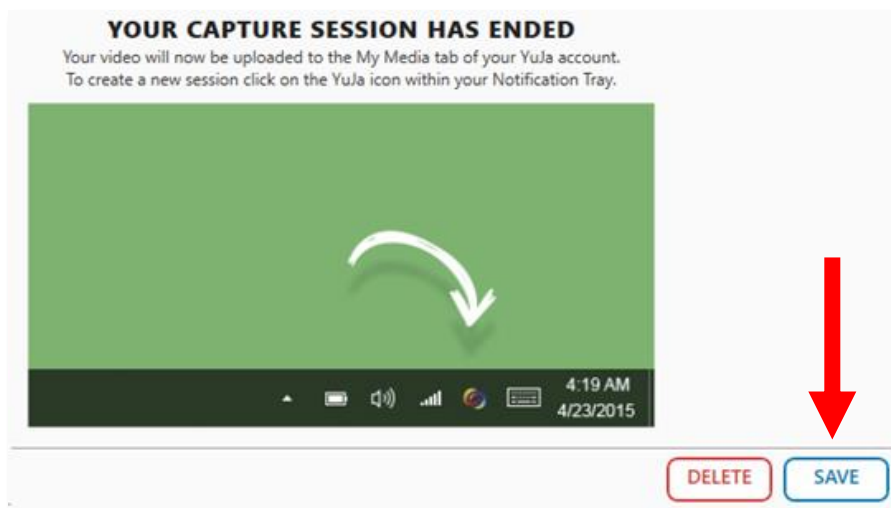 YOUR CAPTURE SESSION HAS ENDED
Your video will now be uploaded to the My Media tab of your YuJa account.
To create a new session click on the YuJa icon within your Notification Tray.
4:19 AM
4/23/2015
DELETE
SAVE